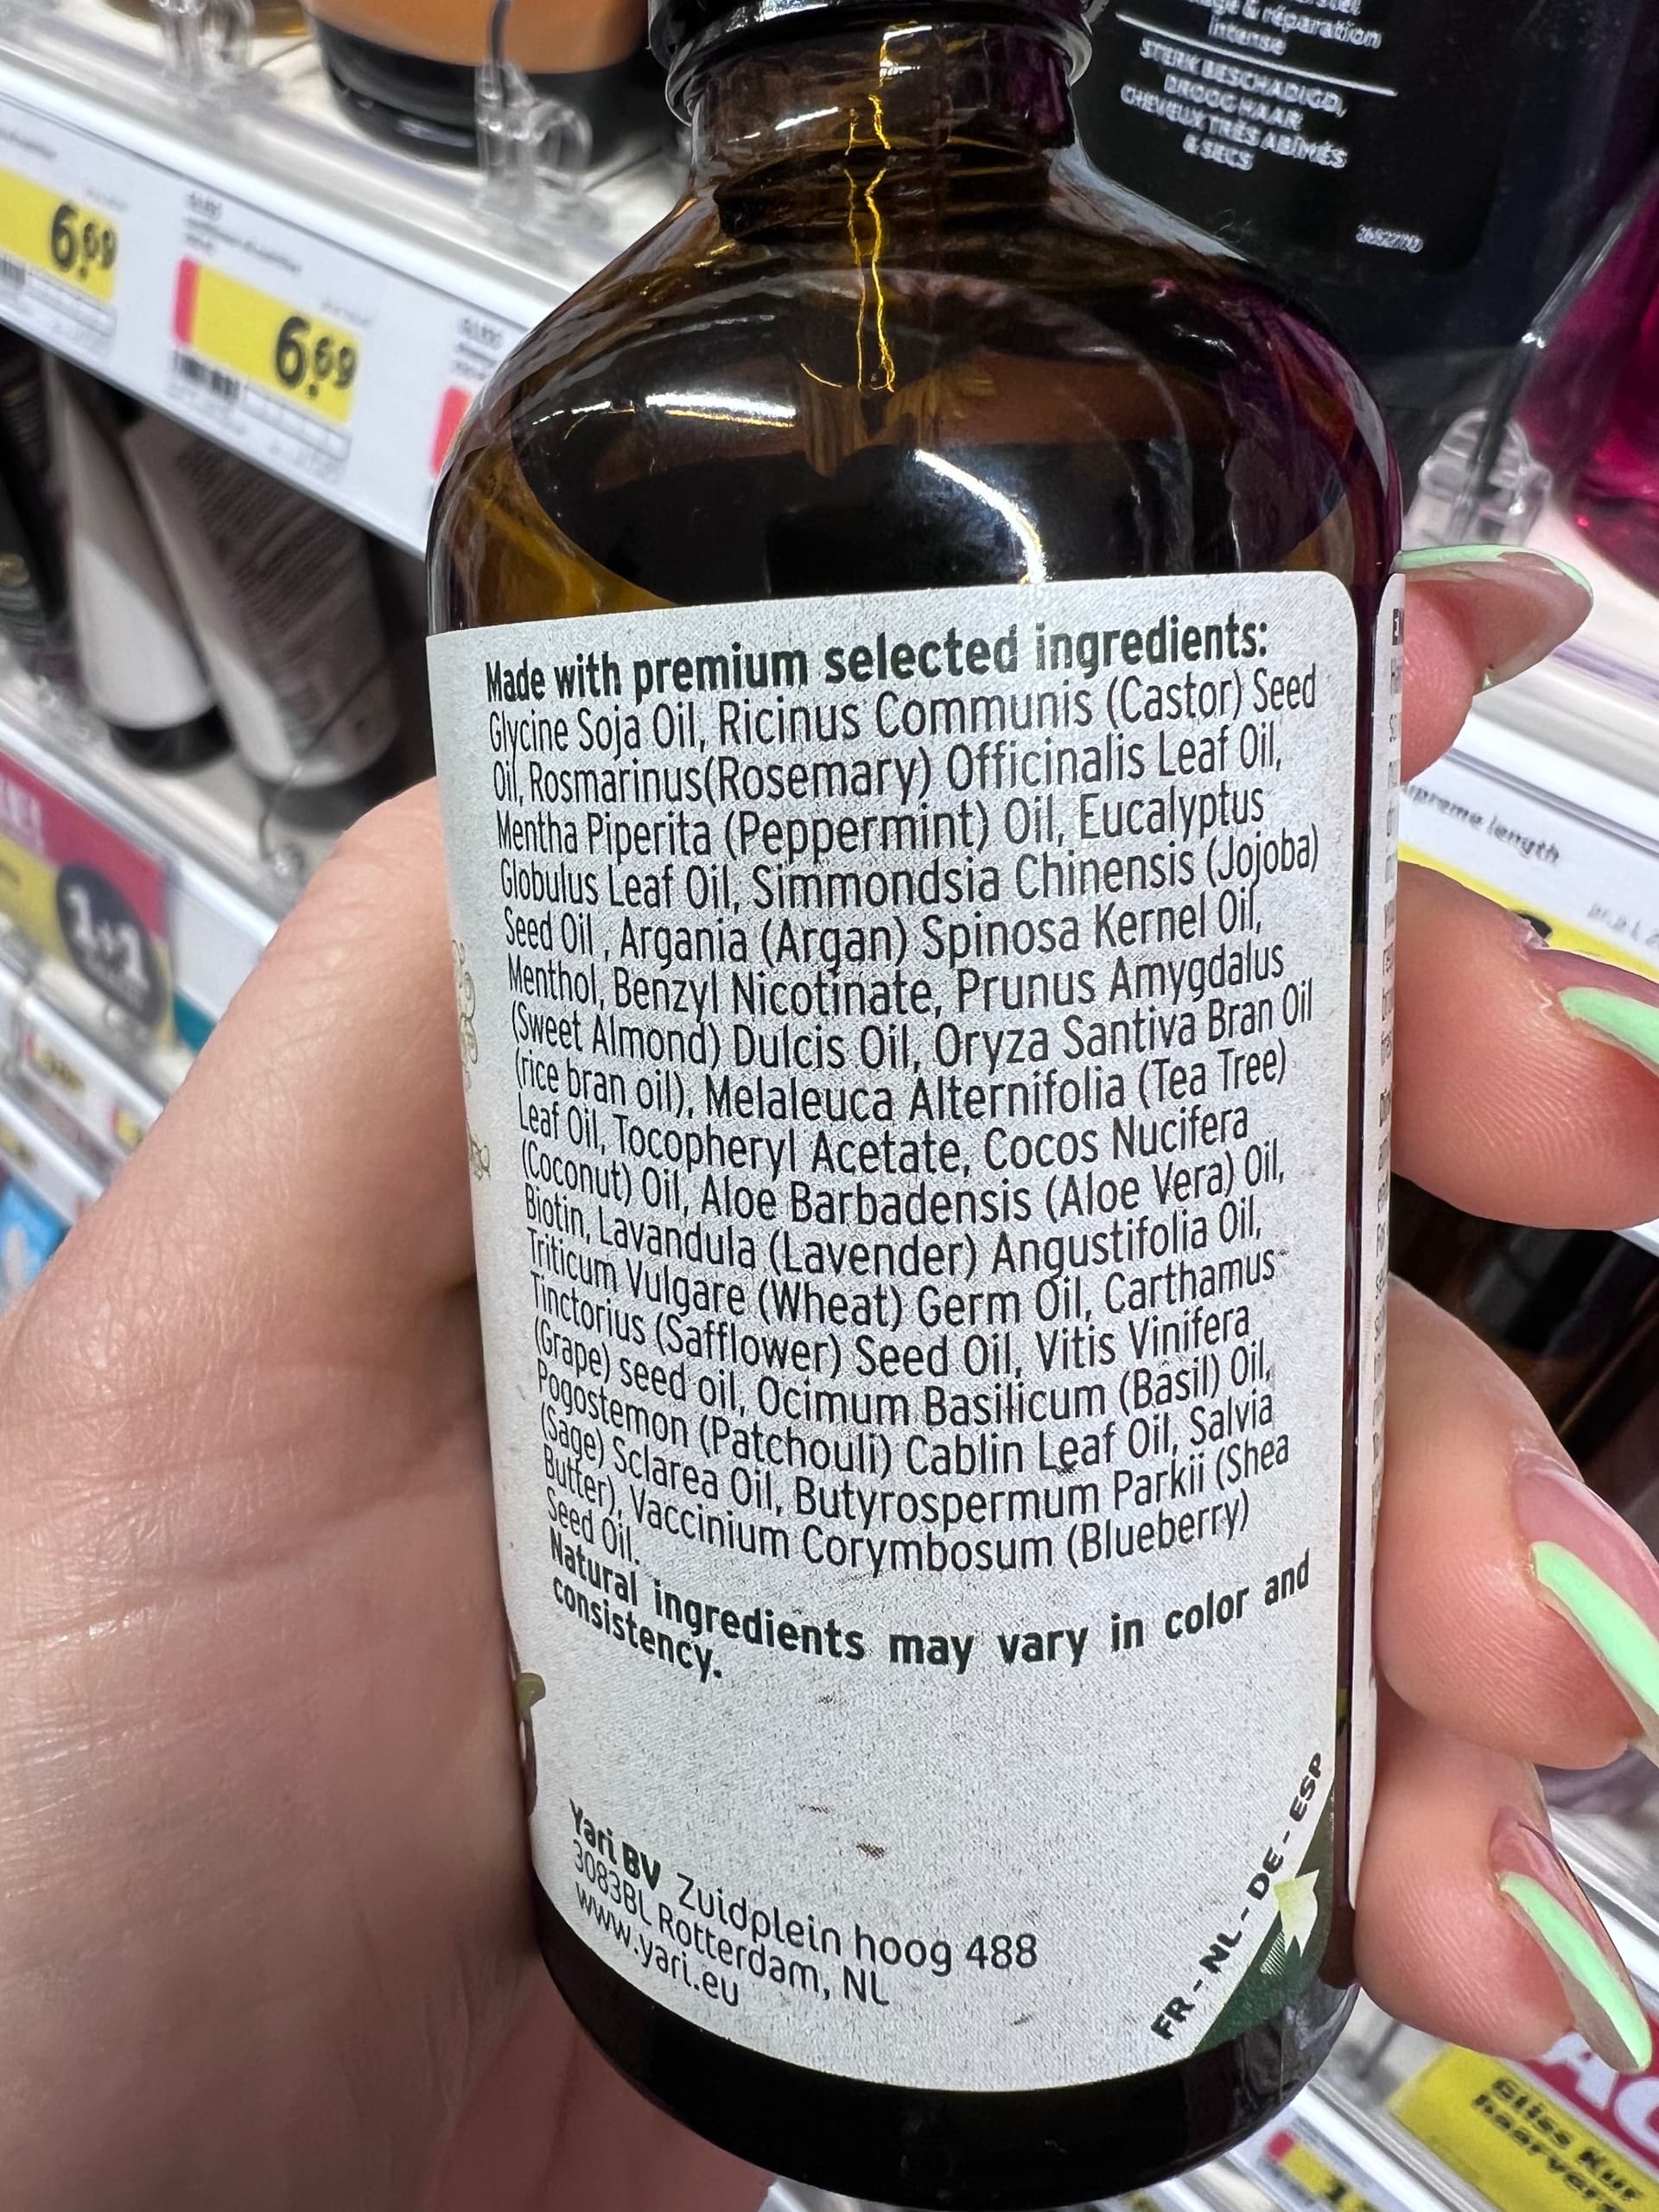 réparation
intense
STERK BESCHADIGD,
DROOG HAAR
CHEVEUX TRÈS ABÎMÉS
& SECS
6.69
6.69
1+1
Made with premium selected ingredients:
Glycine Soja Oil, Ricinus Communis (Castor) Seed
Oil, Rosmarinus(Rosemary) Officinalis Leaf Oil,
Mentha Piperita (Peppermint) Oil, Eucalyptus
Globulus Leaf Oil, Simmondsia Chinensis (Jojoba)
Seed Oil , Argania (Argan) Spinosa Kernel Oil,
Menthol, Benzyl Nicotinate, Prunus Amygdalus
(Sweet Almond) Dulcis Oil, Oryza Santiva Bran Oil
(rice bran oil), Melaleuca Alternifolia (Tea Tree)
Leaf Oil, Tocopheryl Acetate, Cocos Nucifera
(Coconut) Oil, Aloe Barbadensis (Aloe Vera) Oil,
Biotin, Lavandula (Lavender) Angustifolia Oil,
Triticum Vulgare (Wheat) Germ Oil, Carthamus
Tinctorius (Safflower) Seed Oil, Vitis Vinifera
(Grape) seed oil, Ocimum Basilicum (Basil) Oil,
Pogostemon (Patchouli) Cablin Leaf Oil, Salvia
(Sage) Sclarea Oil, Butyrospermum Parkii (Shea
Butter), Vaccinium Corymbosum (Blueberry)
Seed Oil.
Natural ingredients may vary in color and
consistency.
Yari BV Zuidplein hoog 488
3083BL Rotterdam, NL
www.yari.eu
FR - NL - DE - ESP
length
Gliss Kur